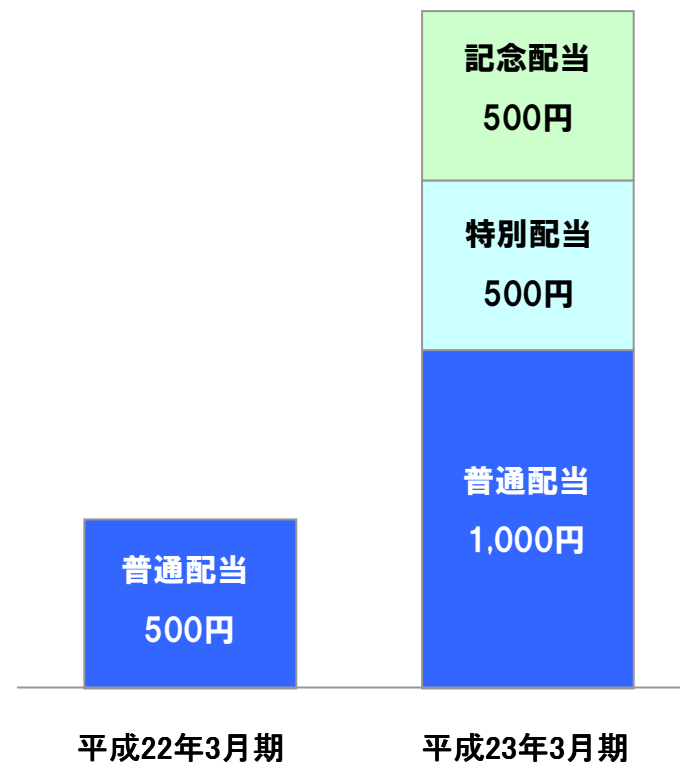 記念配当
500円
特別配当
500円
普通配当
1,000円
普通配当
500円
平成22年3月期
平成23年3月期